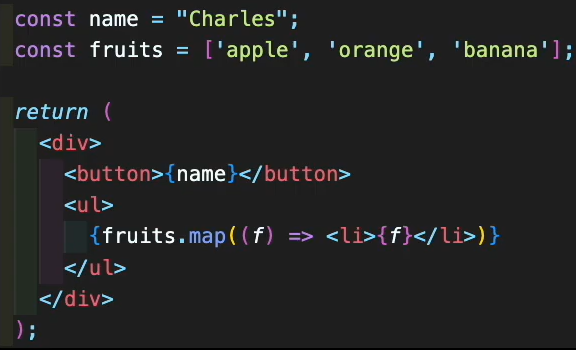 const name = "Charles";
const fruits = ['apple', 'orange', 'banana'];
return (
<div>
<button>{name}</button>
<ul>
{fruits.map((f) => <li>{f}</li>)}
</ul>
</div>
);